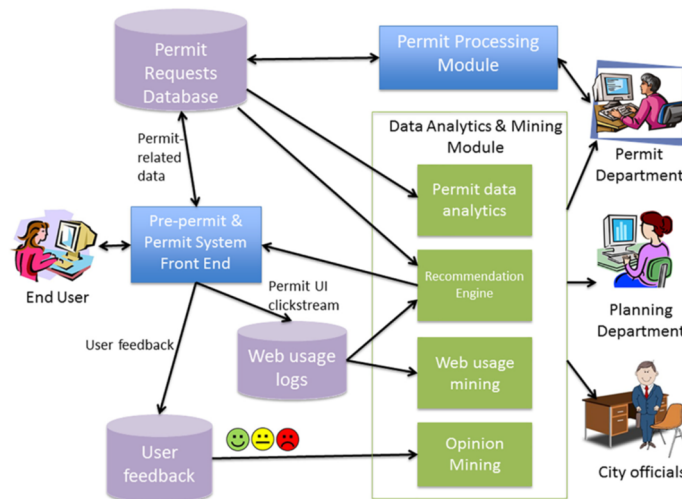 Permit
Requests
Database
Permit Processing
Module
Permit
Department
Data Analytics & Mining
Module
Permit-
related
data
Permit data
analytics
Pre-permit &
Permit System
Front End
End User
Recommendation
Engine
Planning
Department
Permit UI
clickstream
User feedback
Web usage
logs
Web usage
mining
User
feedback
Opinion
Mining
City officials